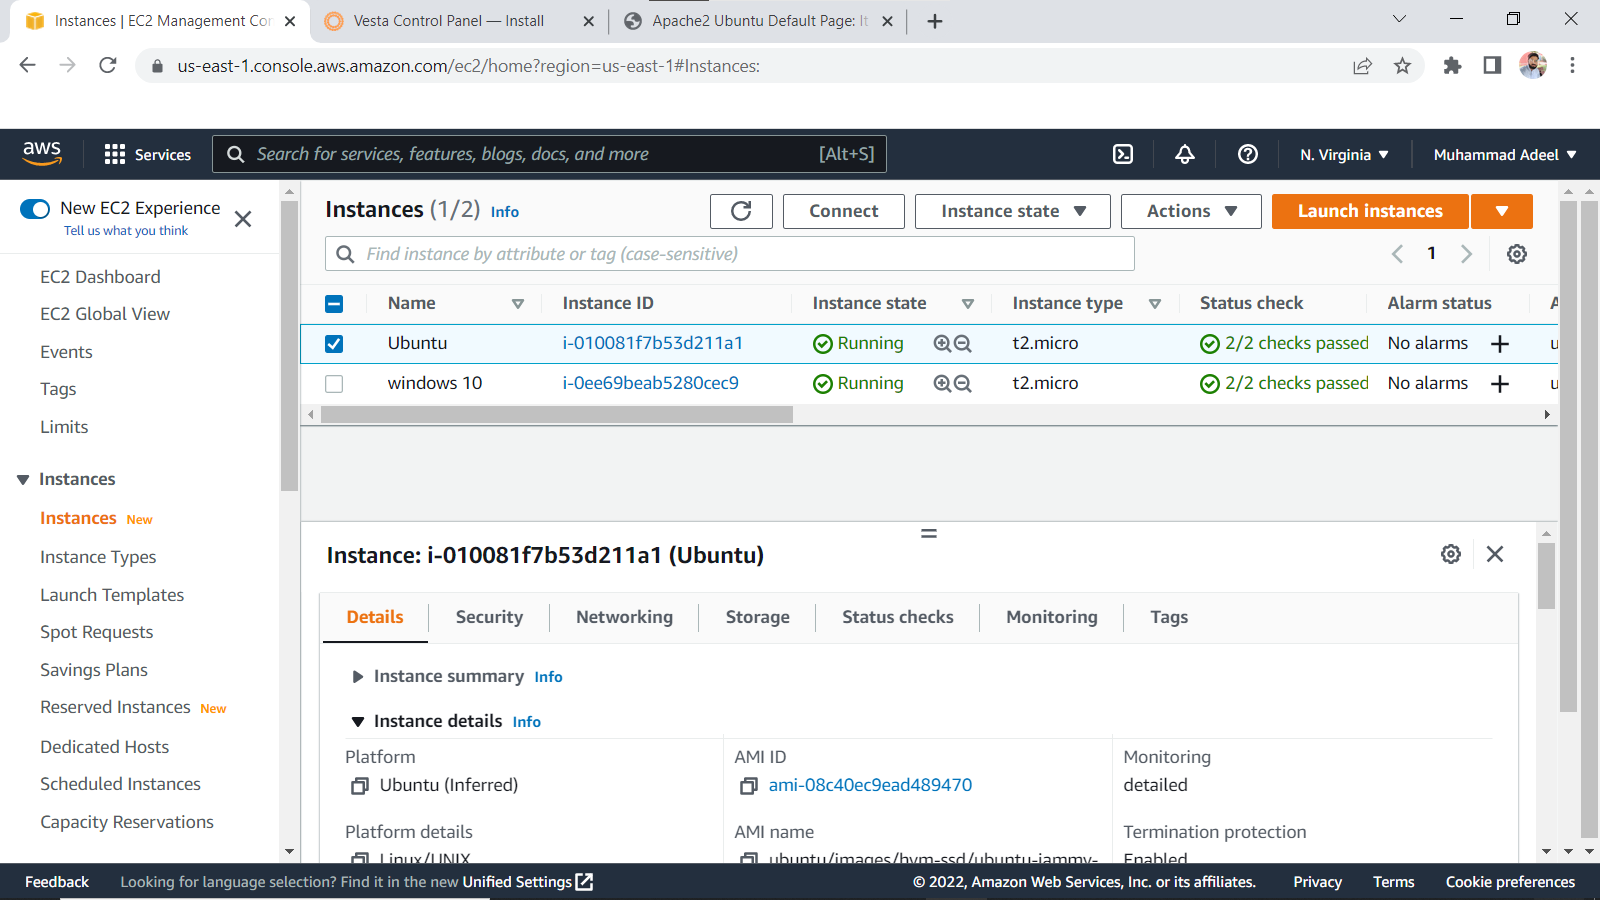 Instances | EC2 Management Con
Vesta Control Panel — Install
Apache2 Ubuntu Default Page: It
us-east-1.console.aws.amazon.com/ec2/home?region=us-east-1#Instances:
aws
Services
Search for services, features, blogs, docs, and more
[Alt+S]
N. Virginia
Muhammad Adeel
New EC2 Experience
Tell us what you think
EC2 Dashboard
EC2 Global View
Events
Tags
Limits
Instances
Instances New
Instance Types
Launch Templates
Spot Requests
Savings Plans
Reserved Instances New
Dedicated Hosts
Scheduled Instances
Capacity Reservations
Instances (1/2) Info
Connect
Instance state
Actions
Launch instances
Find instance by attribute or tag (case-sensitive)
1
Name Instance ID Instance state Instance type Status check Alarm status A
Ubuntu i-010081f7b53d211a1 Running t2.micro 2/2 checks passed No alarms u
windows 10 i-0ee69beab5280cec9 Running t2.micro 2/2 checks passed No alarms u
Instance: i-010081f7b53d211a1 (Ubuntu)
Details Security Networking Storage Status checks Monitoring Tags
Instance summary Info
Instance details Info
Platform
Ubuntu (Inferred)
AMI ID
ami-08c40ec9ead489470
Monitoring
detailed
Platform details
Linux/UNIX
AMI name
ubuntu/images/hvm-ssd/ubuntu-jammy-
Termination protection
Enabled
Feedback
Looking for language selection? Find it in the new Unified Settings
© 2022, Amazon Web Services, Inc. or its affiliates.
Privacy
Terms
Cookie preferences